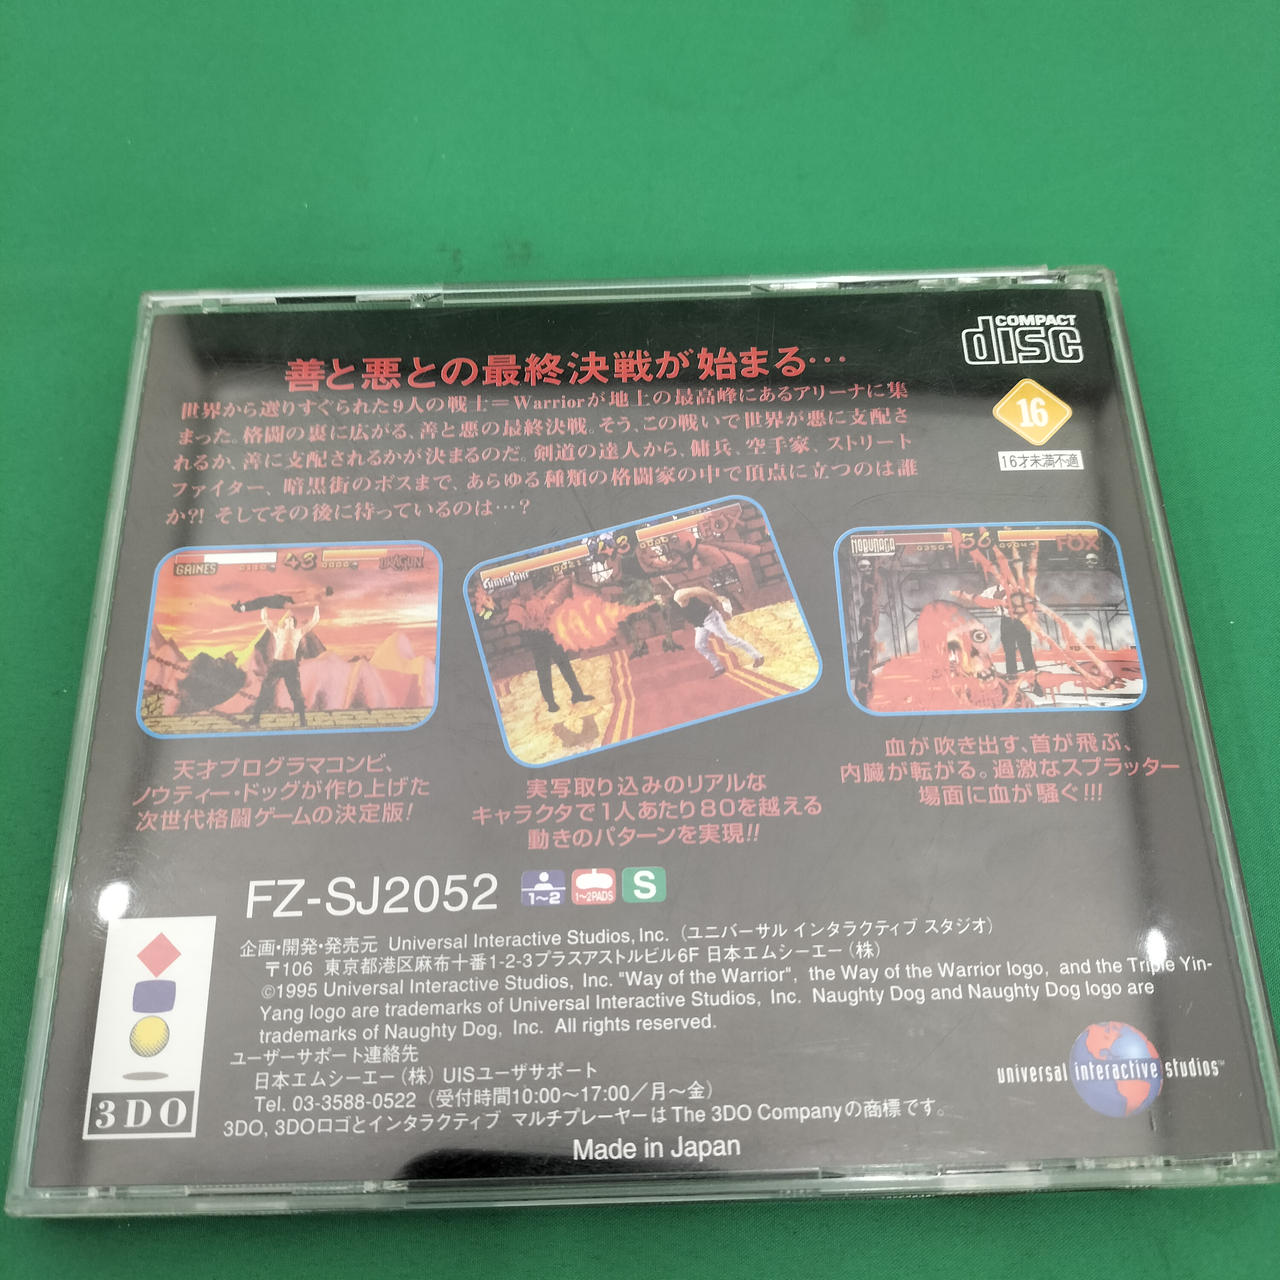 COMPACT
disc
善と悪との最終決戦が始まる…
世界から選りすぐられた9人の戦士＝Warriorが地上の最高峰にあるアリーナに集
まった。格闘の裏に広がる、善と悪の最終決戦。そう、この戦いで世界が悪に支配さ
れるか、善に支配されるかが決まるのだ。剣道の達人から、傭兵、空手家、ストリート
ファイター、暗黒街のボスまで、あらゆる種類の格闘家の中で頂点に立つのは誰
か?! そしてその後に待っているのは…?
16
16才未満不適
GAINES
43
DRAGON
43
FOX
NOBUNAGA
56
FOX
天才プログラマコンビ、
ノウティー・ドッグが作り上げた
次世代格闘ゲームの決定版!
実写取り込みのリアルな
キャラクタで1人あたり80を越える
動きのパターンを実現!!
血が吹き出す、首が飛ぶ、
内臓が転がる。過激なスプラッター
場面に血が騒ぐ!!!
FZ-SJ2052
1～2
1～2PADS
S
企画・開発・発売元 Universal Interactive Studios, Inc.（ユニバーサル インタラクティブ スタジオ）
〒106 東京都港区麻布十番1-2-3プラスアストルビル6F 日本エムシーエー（株）
©1995 Universal Interactive Studios, Inc. "Way of the Warrior", the Way of the Warrior logo, and the Triple Yin-
Yang logo are trademarks of Universal Interactive Studios, Inc. Naughty Dog and Naughty Dog logo are
trademarks of Naughty Dog, Inc. All rights reserved.
ユーザーサポート連絡先
日本エムシーエー（株）UISユーザサポート
Tel. 03-3588-0522（受付時間10:00～17:00／月～金）
3DO, 3DOロゴとインタラクティブ マルチプレーヤーはThe 3DO Companyの商標です。
Made in Japan
3DO
universal interactive studios™